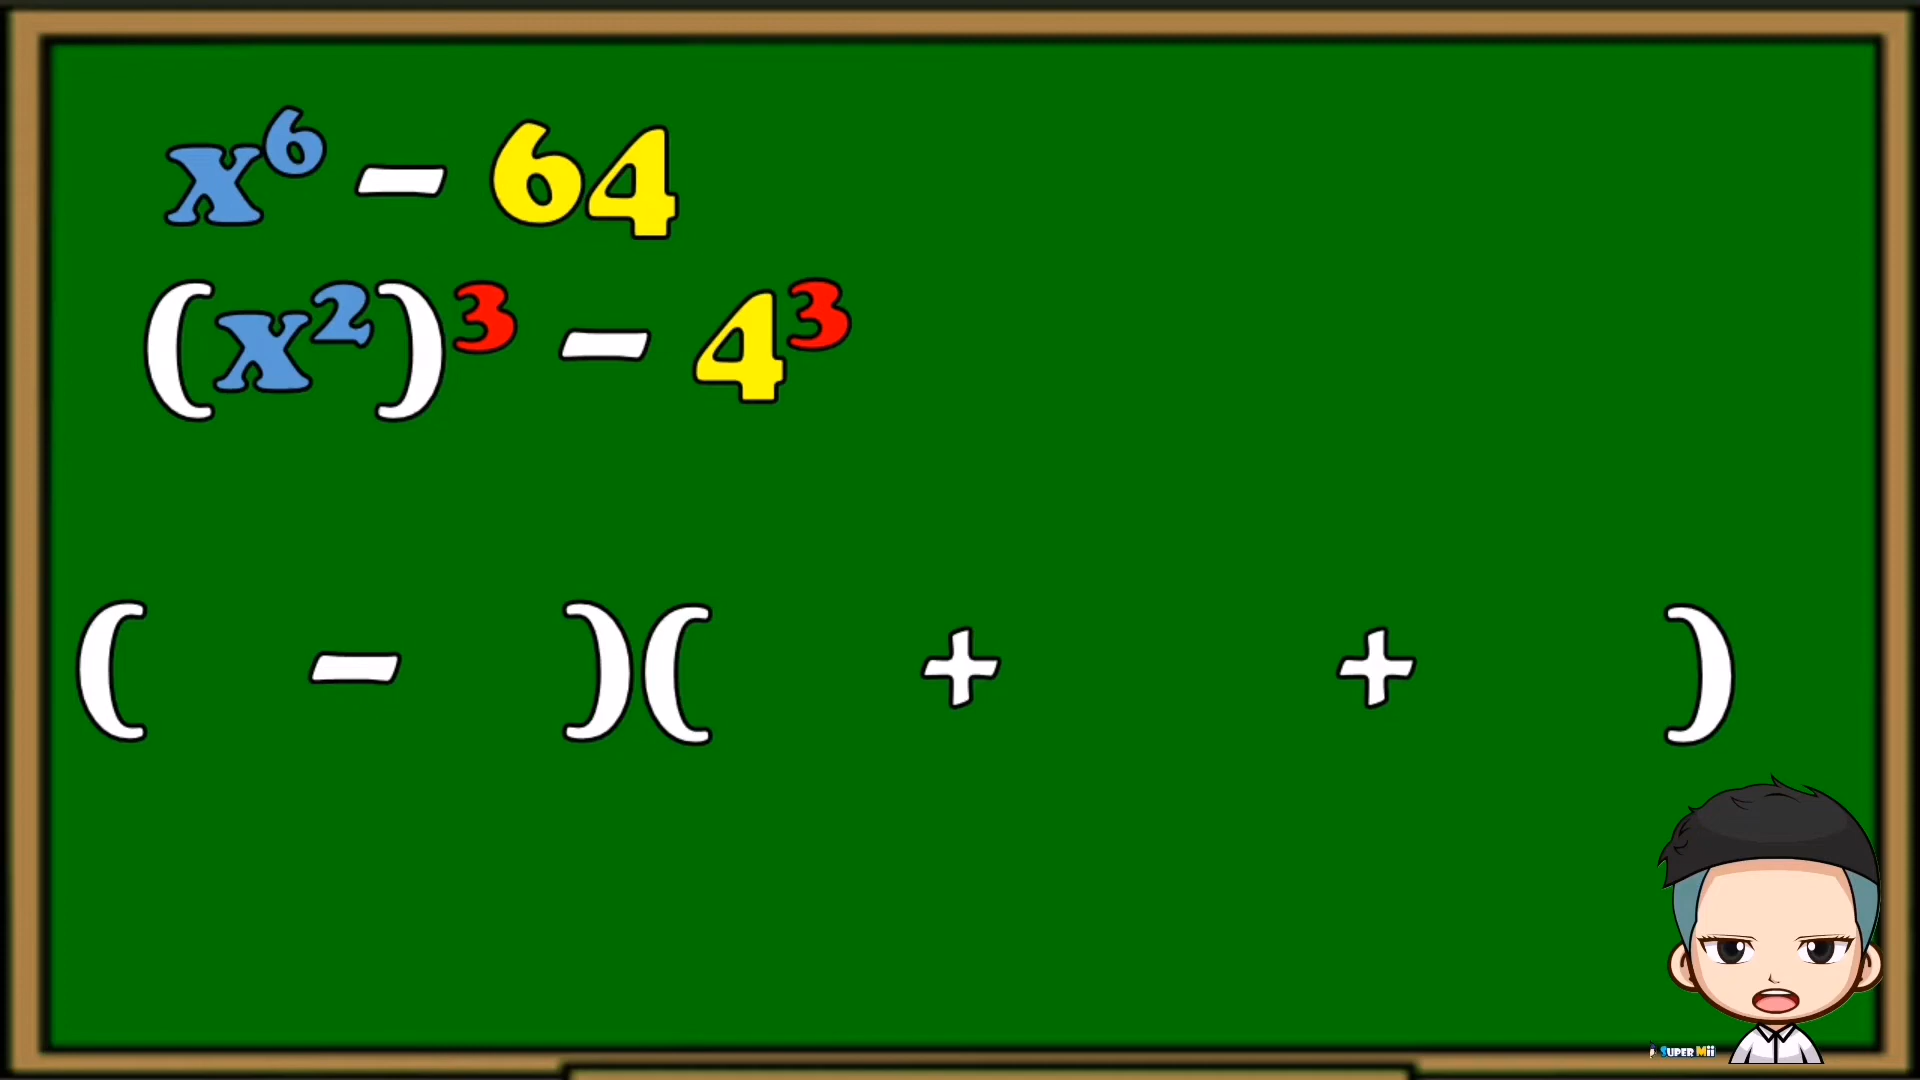 x⁶ - 64
(x²)³ - 4³
( - )( + + )
SUPER Mii